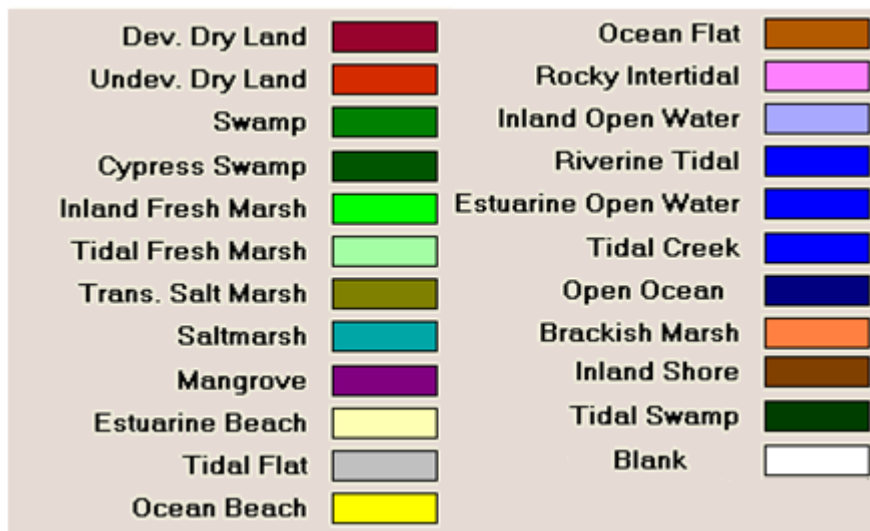 Dev. Dry Land
Undev. Dry Land
Swamp
Cypress Swamp
Inland Fresh Marsh
Tidal Fresh Marsh
Trans. Salt Marsh
Saltmarsh
Mangrove
Estuarine Beach
Tidal Flat
Ocean Beach
Ocean Flat
Rocky Intertidal
Inland Open Water
Riverine Tidal
Estuarine Open Water
Tidal Creek
Open Ocean
Brackish Marsh
Inland Shore
Tidal Swamp
Blank